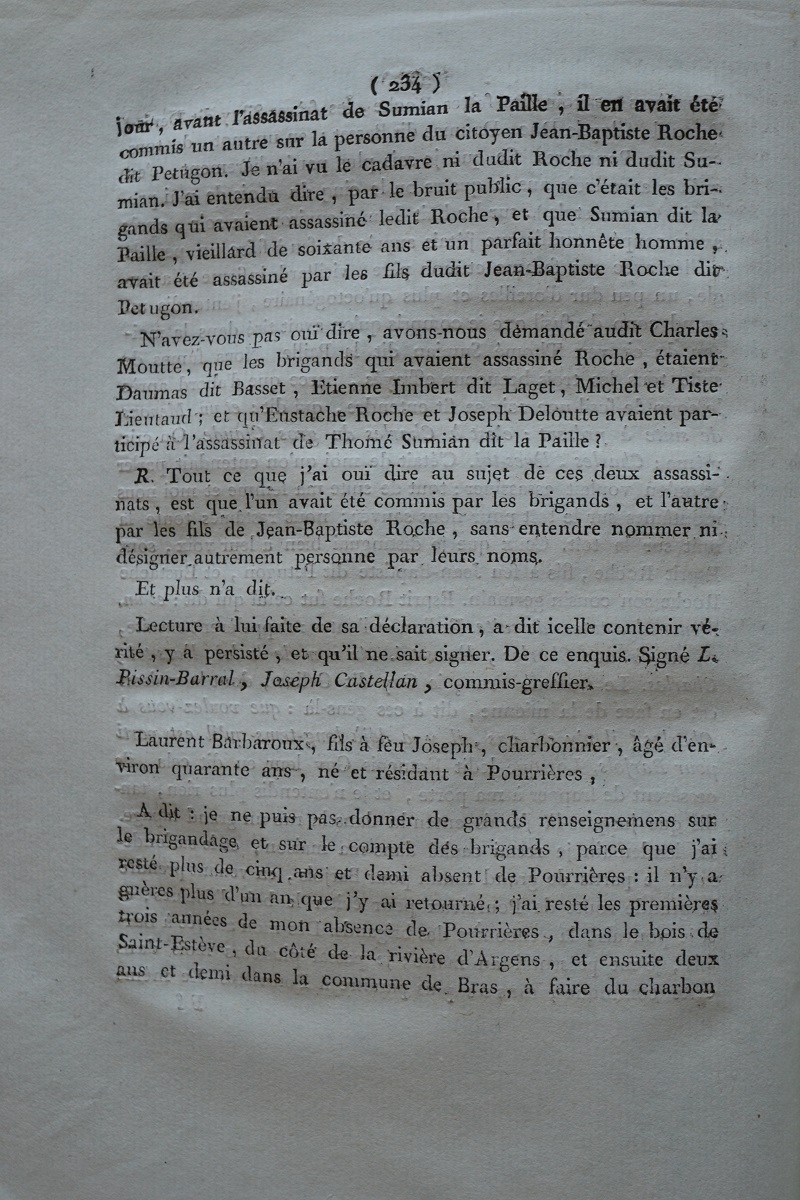 ( 234 )
jour, avant l'assassinat de Sumian la Paille, il en avait été
commis un autre sur la personne du citoyen Jean-Baptiste Roche
dit Petugon. Je n'ai vu le cadavre ni dudit Roche ni dudit Su-
mian. J'ai entendu dire, par le bruit public, que c'était les bri-
gands qui avaient assassiné ledit Roche, et que Sumian dit la
Paille, vieillard de soixante ans et un parfait honnête homme,
avait été assassiné par les fils dudit Jean-Baptiste Roche dit
Petugon.
N'avez-vous pas ouï dire, avons-nous démandé audit Charles
Moutte, que les brigands qui avaient assassiné Roche, étaient
Daumas dit Basset, Etienne Imbert dit Laget, Michel et Tiste
Lieutaud; et qu'Eustache Roche et Joseph Deloutte avaient par-
ticipé à l'assassinat de Thomé Sumian dit la Paille ?
R. Tout ce que j'ai ouï dire au sujet de ces deux assassi-
nats, est que l'un avait été commis par les brigands, et l'autre
par les fils de Jean-Baptiste Roche, sans entendre nommer ni
désigner autrement personne par leurs noms.
Et plus n'a dit.
Lecture à lui faite de sa déclaration, a dit icelle contenir vé-
rité, y a persisté, et qu'il ne sait signer. De ce enquis. Signé L.
Rissin-Barral, Joseph Castellan, commis-greffier.
Laurent Barbaroux, fils à feu Joseph, charbonnier, âgé d'en-
viron quarante ans, né et résidant à Pourrières,
A dit : je ne puis pas donner de grands renseignemens sur
le brigandage et sur le compte des brigands, parce que j'ai
resté plus de cinq ans et demi absent de Pourrières : il n'y a
guères plus d'un an que j'y ai retourné; j'ai resté les premières
trois années de mon absence de Pourrières, dans le bois de
Saint-Estève, du côté de la rivière d'Argens, et ensuite deux
ans et demi dans la commune de Bras, à faire du charbon